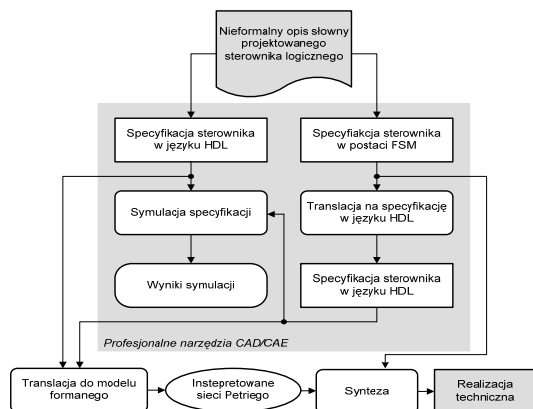 Nieformalny opis słowny
projektowanego
sterownika logicznego
Specyfikacja sterownika
w języku HDL
Specyfiakcja sterownika
w postaci FSM
Symulacja specyfikacji
Translacja na specyfikację
w języku HDL
Wyniki symulacji
Specyfikacja sterownika
w języku HDL
Profesjonalne narzędzia CAD/CAE
Translacja do modelu
formanego
Instepretowane
sieci Petriego
Synteza
Realizacja
techniczna